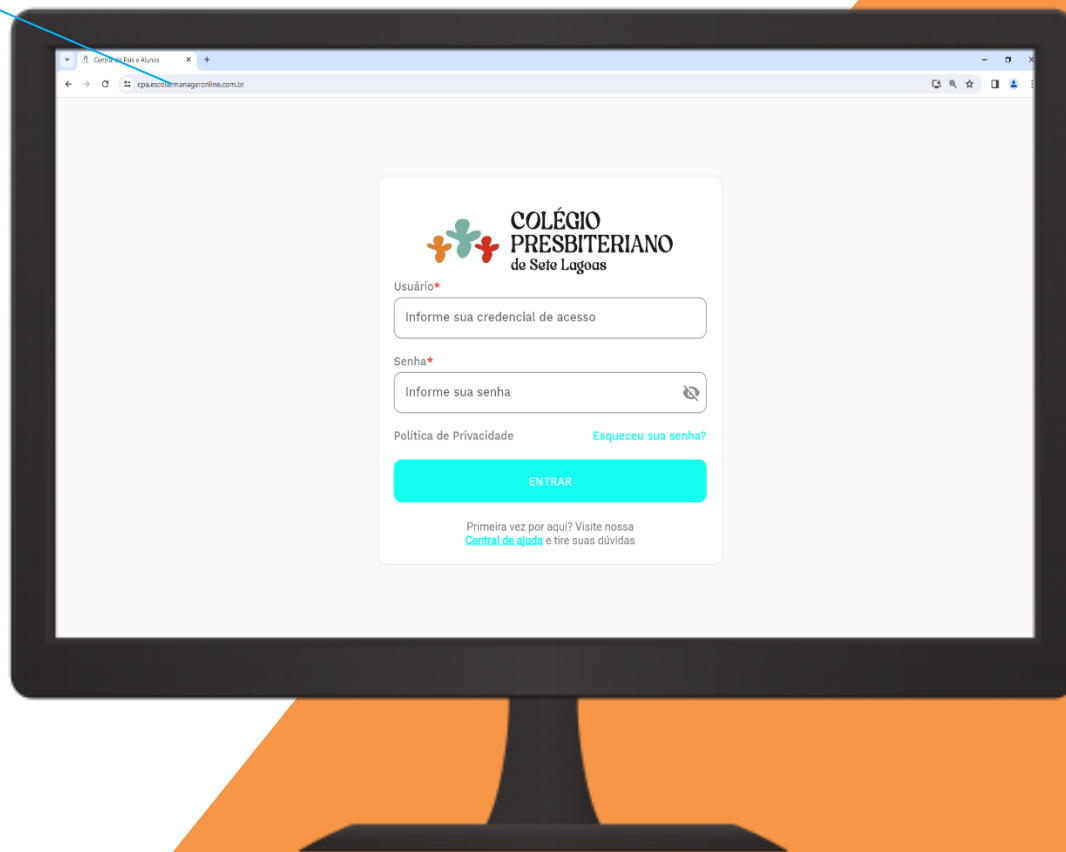 Central de Pais e Alunos
cpa.escolarmanageronline.com.br
COLÉGIO
PRESBITERIANO
de Sete Lagoas
Usuário*
Informe sua credencial de acesso
Senha*
Informe sua senha
Política de Privacidade Esqueceu sua senha?
ENTRAR
Primeira vez por aqui? Visite nossa
Central de ajuda e tire suas dúvidas